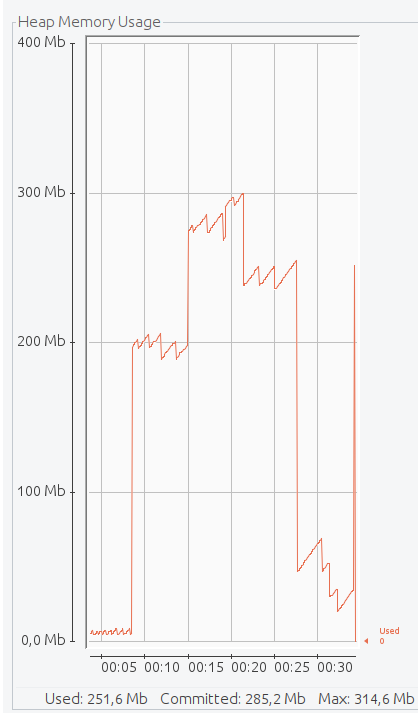 Heap Memory Usage
400 Mb
300 Mb
200 Mb
100 Mb
0,0 Mb
Used
0
00:05 00:10 00:15 00:20 00:25 00:30
Used: 251,6 Mb Committed: 285,2 Mb Max: 314,6 Mb